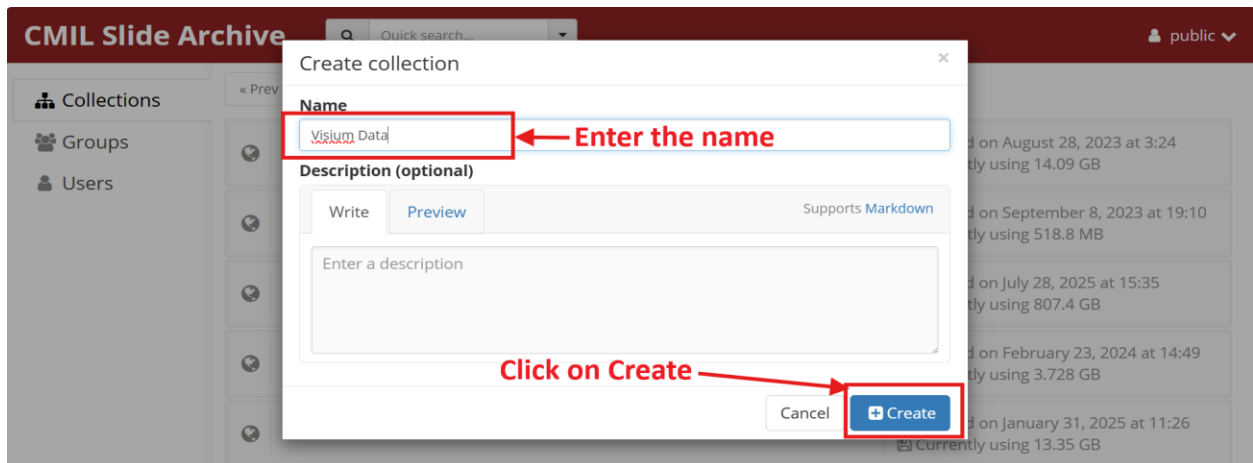 CMIL Slide Archive
Quick search...
public
Collections
Groups
Users
« Prev
Create collection
×
Name
Visium Data
Enter the name
Description (optional)
Write
Preview
Supports Markdown
Enter a description
Click on Create
Cancel
Create
d on August 28, 2023 at 3:24
tly using 14.09 GB
d on September 8, 2023 at 19:10
tly using 518.8 MB
d on July 28, 2025 at 15:35
tly using 807.4 GB
d on February 23, 2024 at 14:49
tly using 3.728 GB
d on January 31, 2025 at 11:26
Currently using 13.35 GB